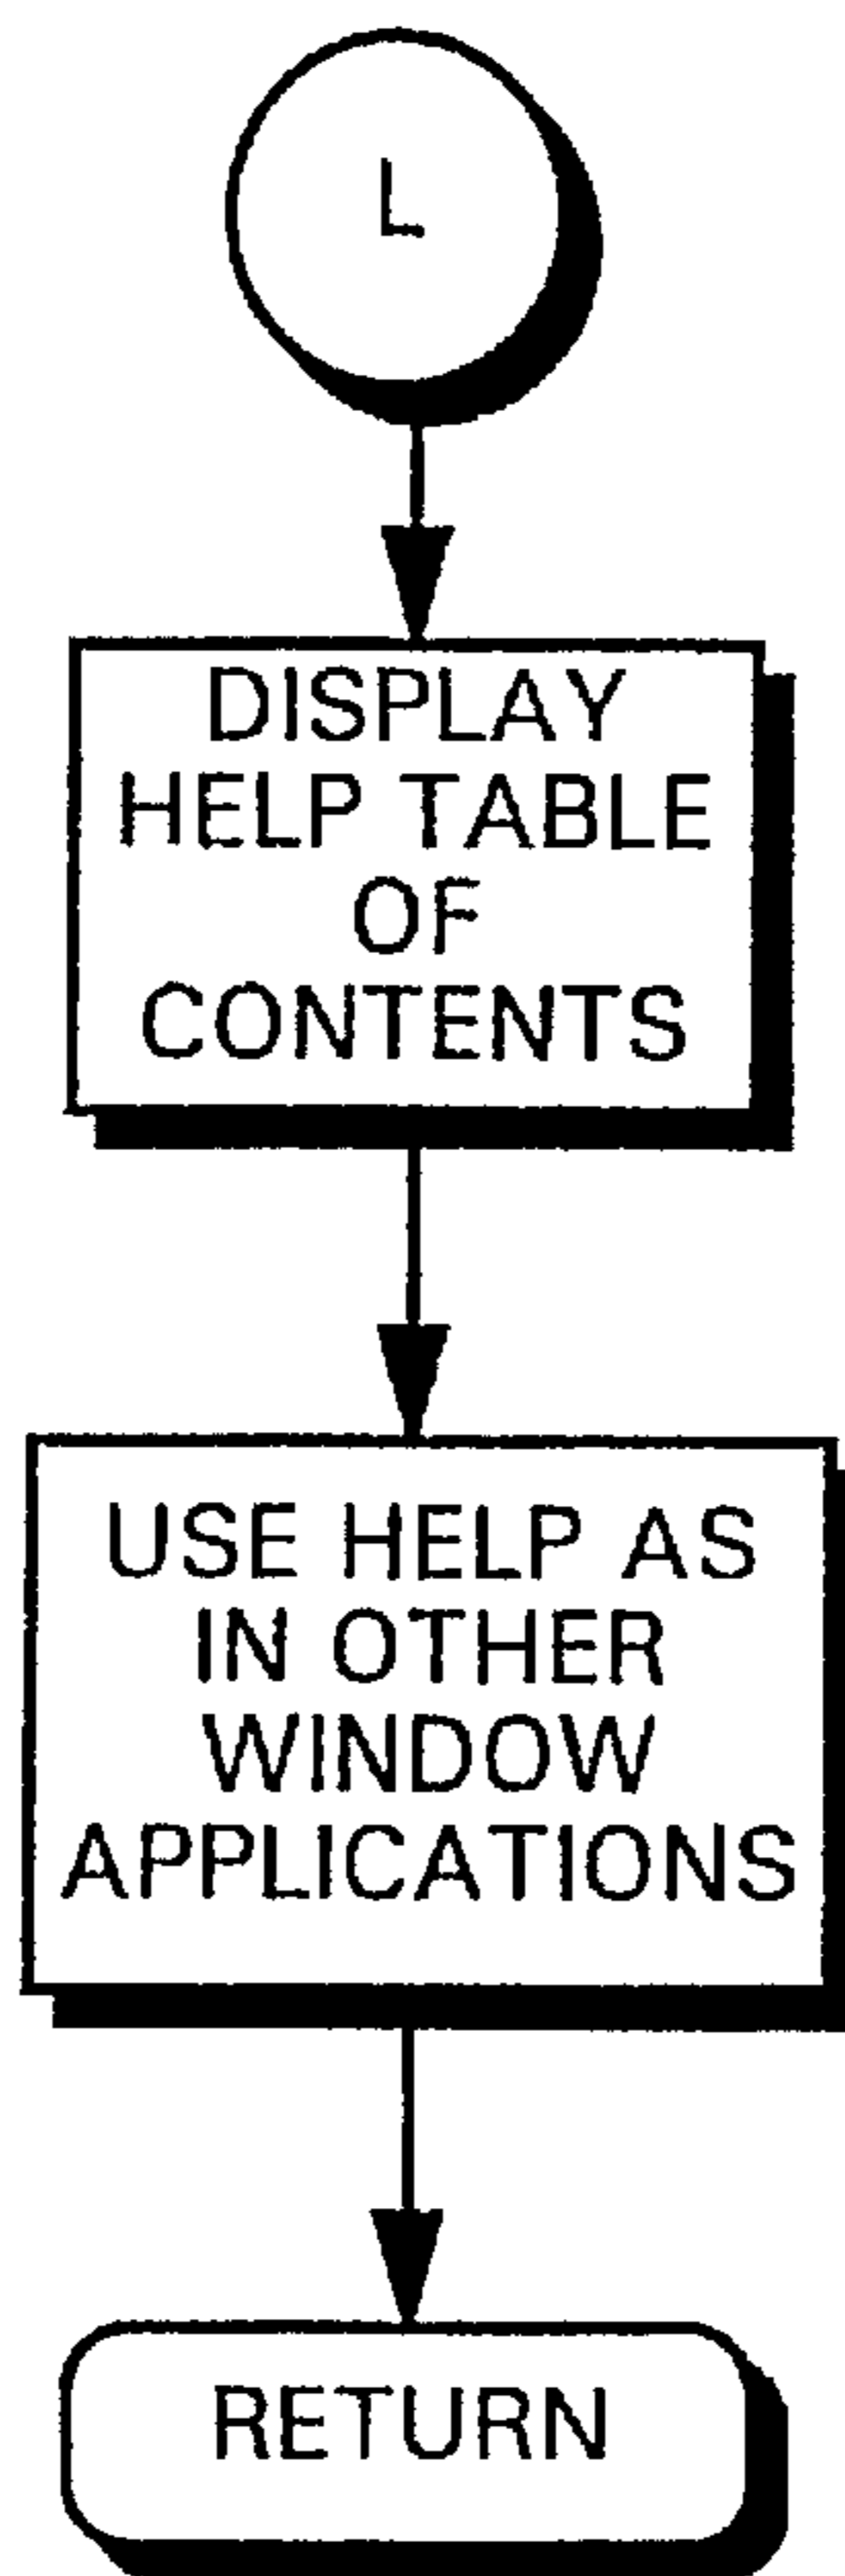 L
DISPLAY
HELP TABLE
OF
CONTENTS
USE HELP AS
IN OTHER
WINDOW
APPLICATIONS
RETURN